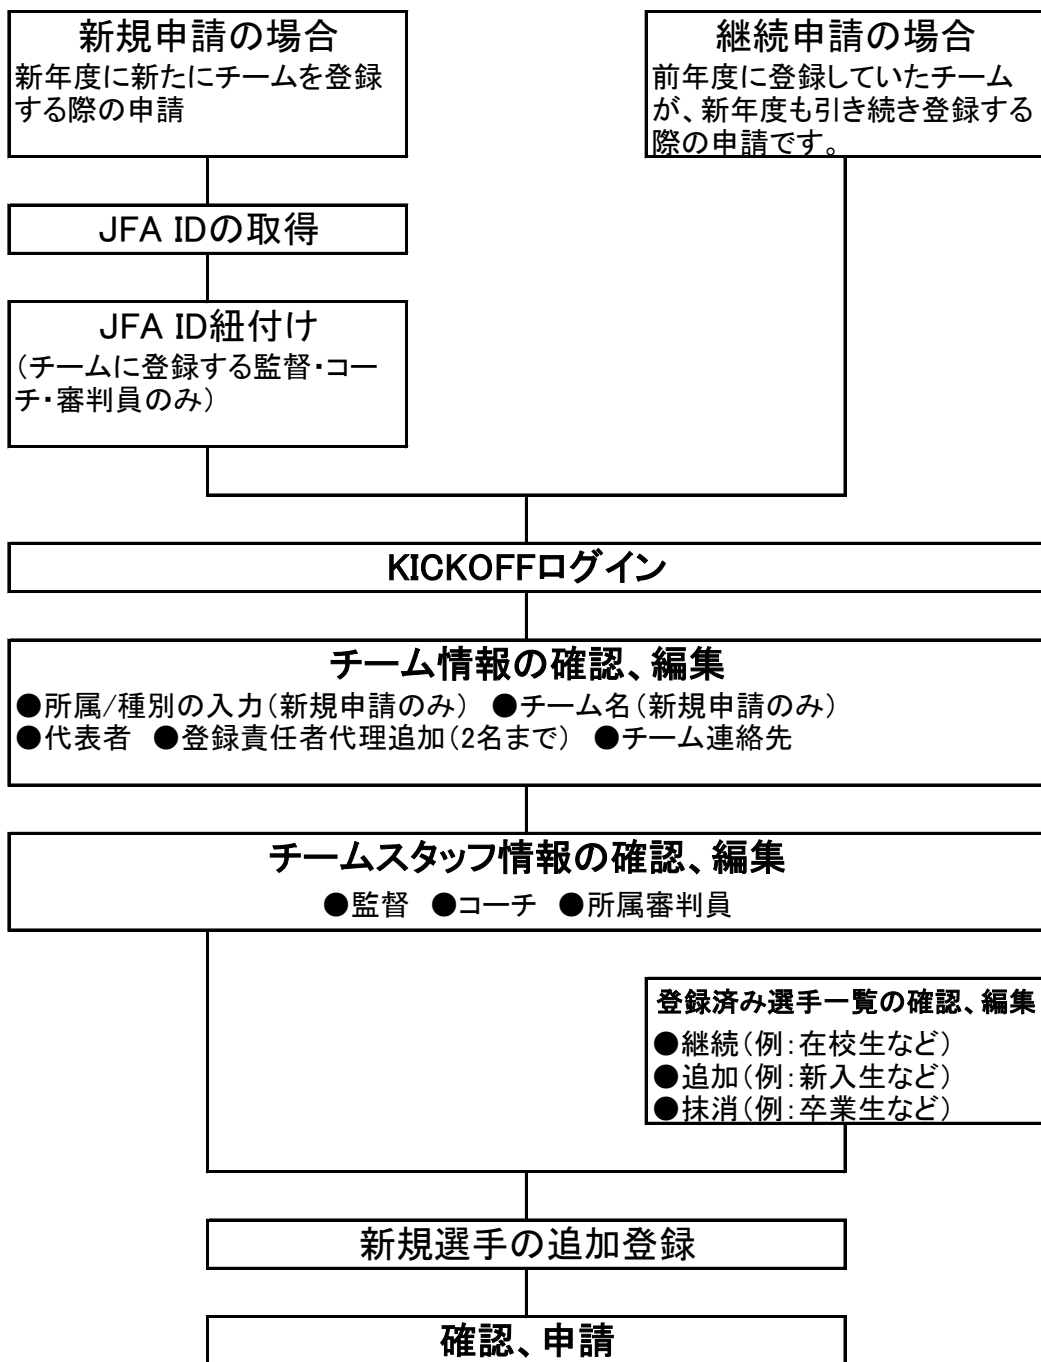 新規申請の場合
新年度に新たにチームを登録
する際の申請
継続申請の場合
前年度に登録していたチーム
が、新年度も引き続き登録する
際の申請です。
JFA IDの取得
JFA ID紐付け
（チームに登録する監督・コー
チ・審判員のみ）
KICKOFFログイン
チーム情報の確認、編集
●所属/種別の入力（新規申請のみ）　●チーム名（新規申請のみ）
●代表者　●登録責任者代理追加（2名まで）　●チーム連絡先
チームスタッフ情報の確認、編集
●監督　●コーチ　●所属審判員
登録済み選手一覧の確認、編集
●継続（例：在校生など）
●追加（例：新入生など）
●抹消（例：卒業生など）
新規選手の追加登録
確認、申請